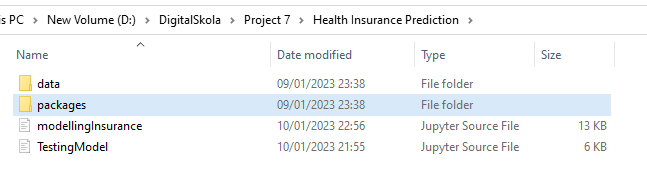 is PC > New Volume (D:) > DigitalSkola > Project 7 > Health Insurance Prediction >
Name Date modified Type Size
data 09/01/2023 23:38 File folder
packages 09/01/2023 23:38 File folder
modellingInsurance 10/01/2023 22:56 Jupyter Source File 13 KB
TestingModel 10/01/2023 21:55 Jupyter Source File 6 KB